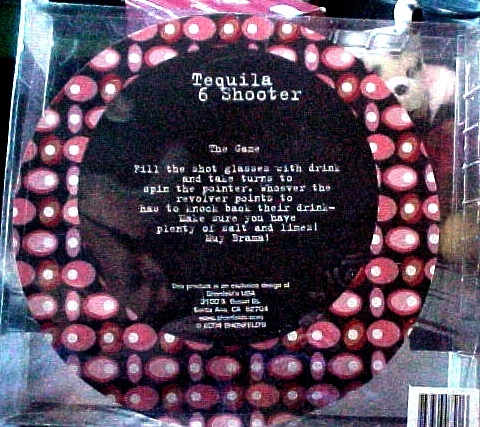 Tequila
6 Shooter
The Game
Fill the shot glasses with drink
and take turns to
spin the pointer. Whoever the
revolver points to
has to knock back their drink-
Make sure you have
plenty of salt and limes!
Muy Brama!
This product is an exclusive design of
USA
Santa Ana, CA 92704